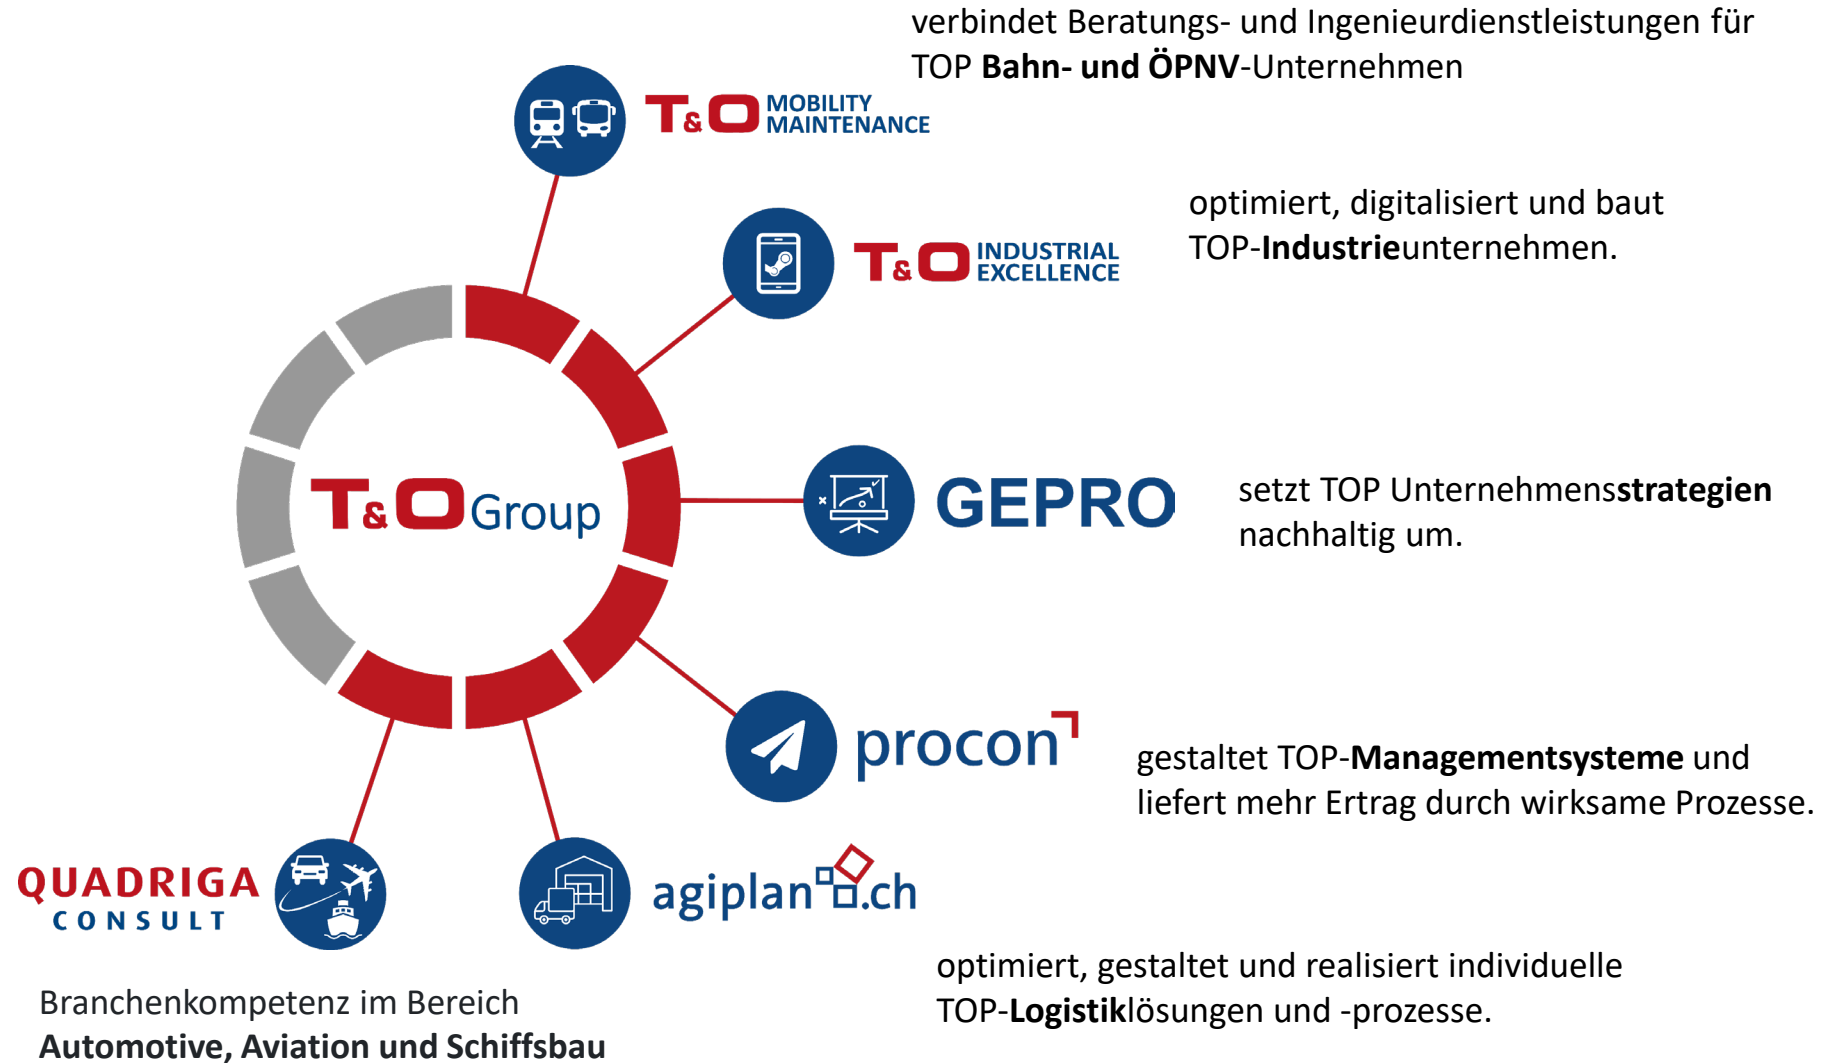 verbindet Beratungs- und Ingenieurdienstleistungen für
TOP Bahn- und ÖPNV-Unternehmen
T&O MOBILITY
MAINTENANCE
optimiert, digitalisiert und baut
TOP-Industrieunternehmen.
T&O INDUSTRIAL
EXCELLENCE
T&O Group
GEPRO
setzt TOP Unternehmensstrategien
nachhaltig um.
procon
gestaltet TOP-Managementsysteme und
liefert mehr Ertrag durch wirksame Prozesse.
QUADRIGA
CONSULT
agiplan.ch
optimiert, gestaltet und realisiert individuelle
TOP-Logistiklösungen und -prozesse.
Branchenkompetenz im Bereich
Automotive, Aviation und Schiffsbau